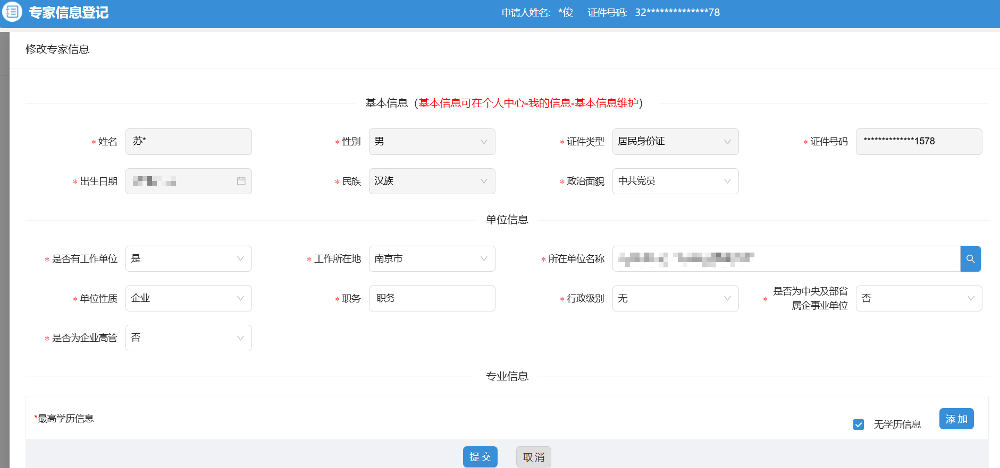 专家信息登记
申请人姓名: *俊 证件号码: 32**************78
修改专家信息
基本信息（基本信息可在个人中心-我的信息-基本信息维护）
* 姓名 苏* * 性别 男 * 证件类型 居民身份证 * 证件号码 **************1578
* 出生日期 * 民族 汉族 * 政治面貌 中共党员
单位信息
* 是否有工作单位 是 * 工作所在地 南京市 * 所在单位名称
* 单位性质 企业 * 职务 职务 * 行政级别 无 * 是否为中央及部省
属企事业单位 否
* 是否为企业高管 否
专业信息
*最高学历信息 无学历信息 添加
提交 取消